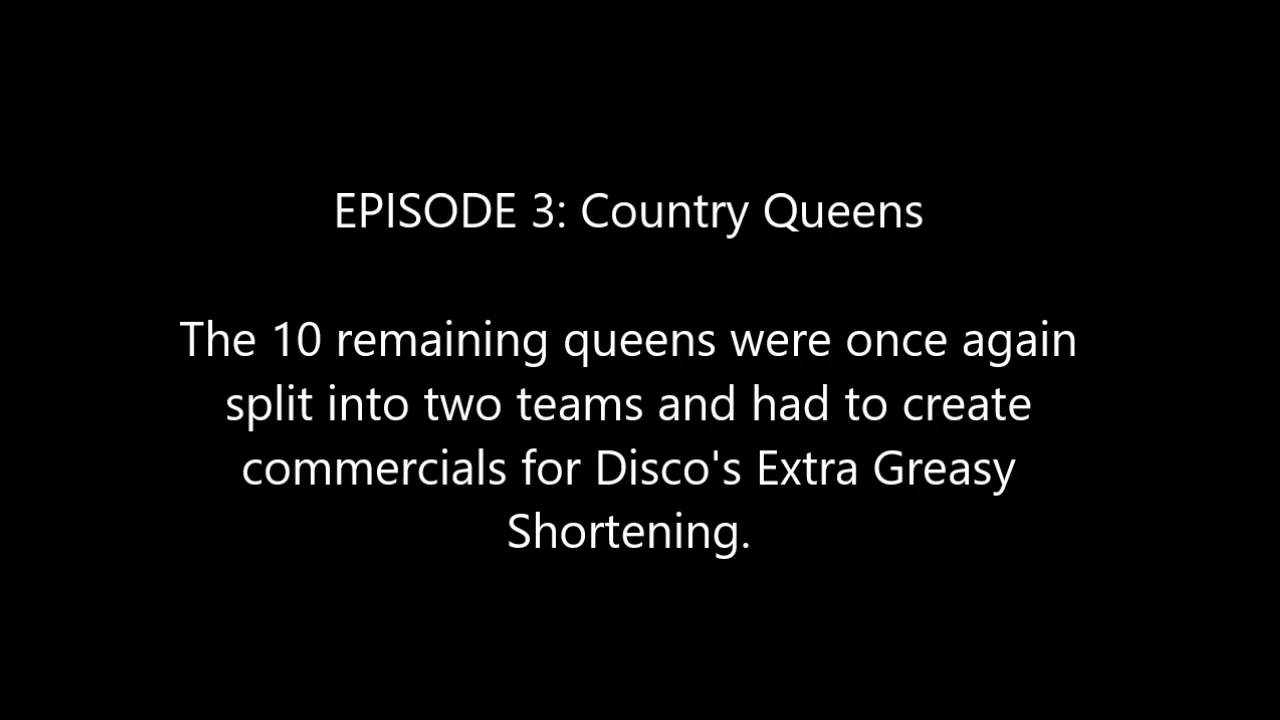 EPISODE 3: Country Queens
The 10 remaining queens were once again
split into two teams and had to create
commercials for Disco's Extra Greasy
Shortening.